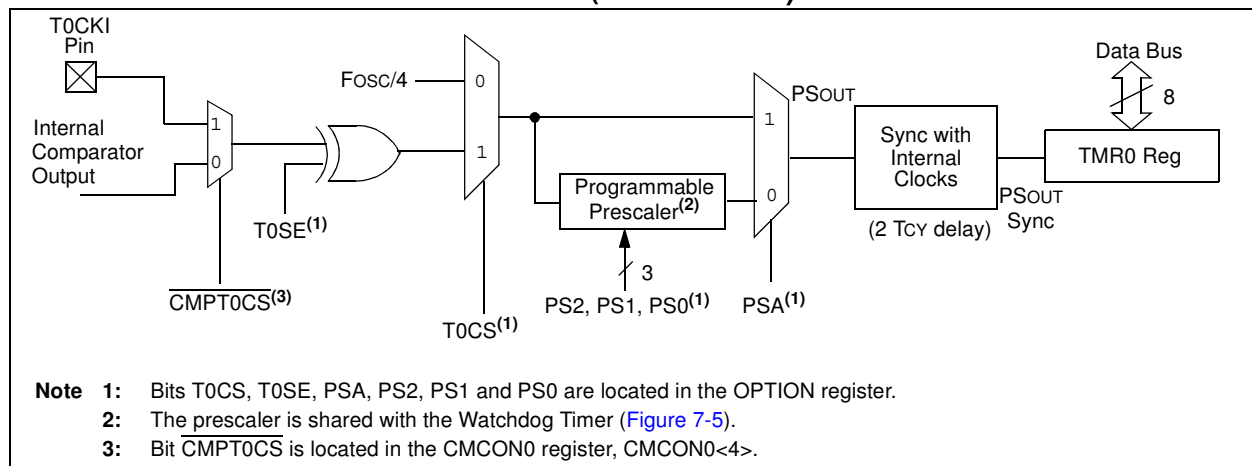 T0CKI
Pin
Internal
Comparator
Output
1
0
CMPT0CS(3)
T0SE(1)
FOSC/4
0
1
T0CS(1)
Programmable
Prescaler(2)
3
PS2, PS1, PS0(1)
1
0
PSA(1)
PSOUT
Sync with
Internal
Clocks
(2 TCY delay)
PSOUT
Sync
Data Bus
8
TMR0 Reg
Note 1: Bits T0CS, T0SE, PSA, PS2, PS1 and PS0 are located in the OPTION register.
2: The prescaler is shared with the Watchdog Timer (Figure 7-5).
3: Bit CMPT0CS is located in the CMCON0 register, CMCON0<4>.